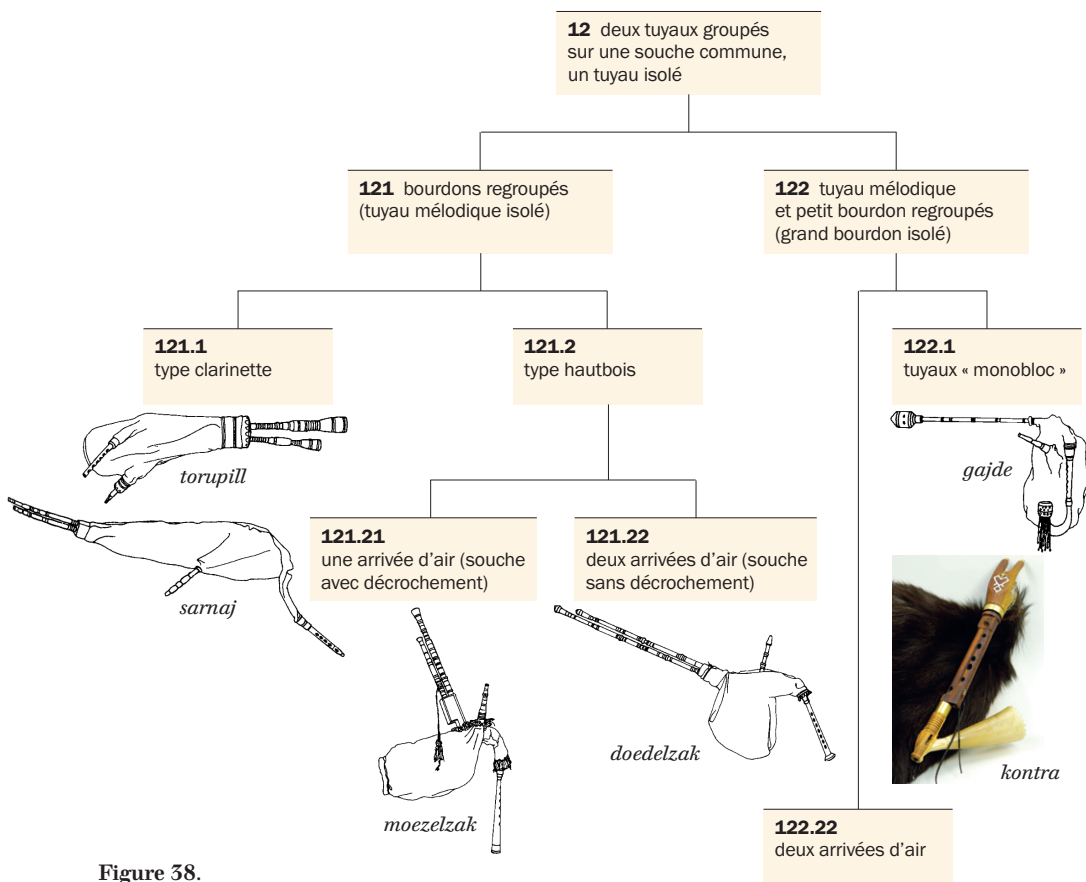 12 deux tuyaux groupés
sur une souche commune,
un tuyau isolé
121 bourdons regroupés
(tuyau mélodique isolé)
122 tuyau mélodique
et petit bourdon regroupés
(grand bourdon isolé)
121.1
type clarinette
121.2
type hautbois
122.1
tuyaux « monobloc »
torupill
gajde
sarnaj
121.21
une arrivée d'air (souche
avec décrochement)
121.22
deux arrivées d'air (souche
sans décrochement)
moezelzak
doedelzak
kontra
122.22
deux arrivées d'air
Figure 38.